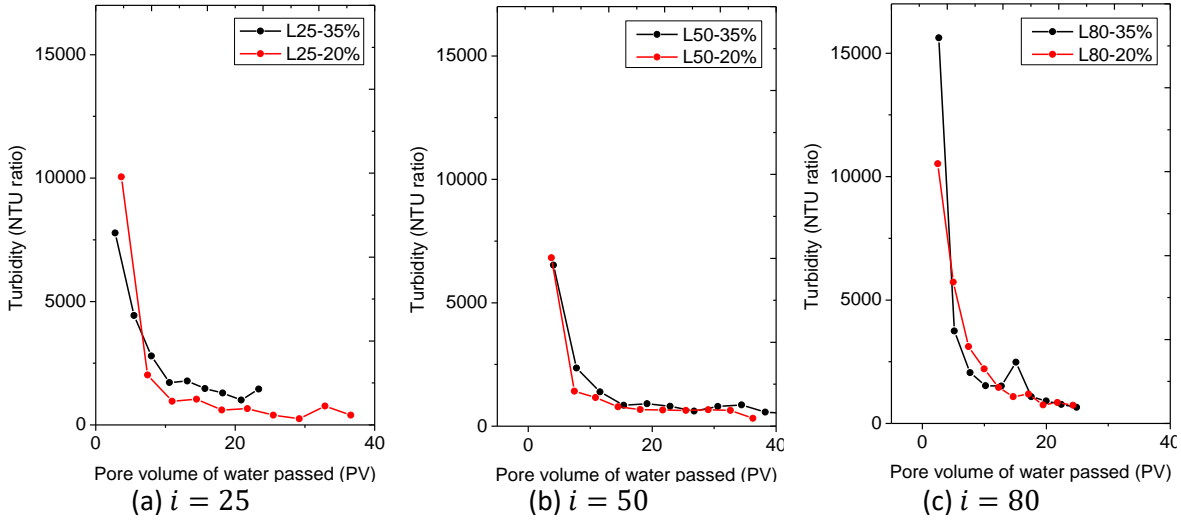 L25-35%
L25-20%
15000
10000
5000
0
Turbidity (NTU ratio)
0 20 40
Pore volume of water passed (PV)
(a) i = 25
L50-35%
L50-20%
15000
10000
5000
0
Turbidity (NTU ratio)
0 20 40
Pore volume of water passed (PV)
(b) i = 50
L80-35%
L80-20%
15000
10000
5000
0
Turbidity (NTU ratio)
0 20 40
Pore volume of water passed (PV)
(c) i = 80